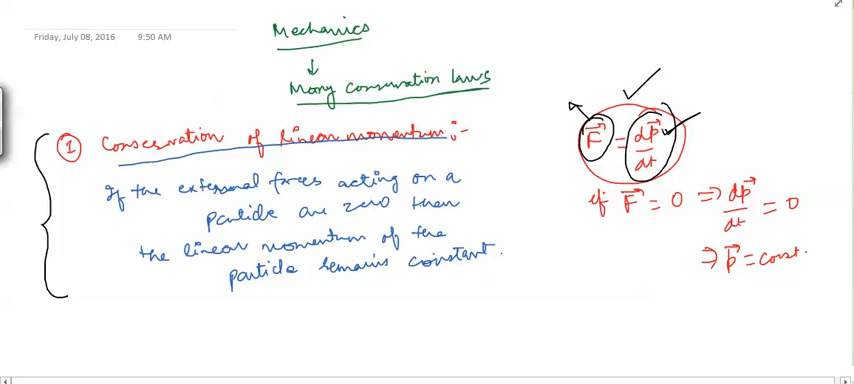 Mechanics
Friday, July 08, 2016 9:50 AM
↓
Many conservation laws
① Conservation of linear momentum :-
If the external forces acting on a
particle are zero then
the linear momentum of the
particle remains constant.
F⃗ = dp⃗/dt
if F⃗ = 0 ⇒ dp⃗/dt = 0
⇒ p⃗ = const.